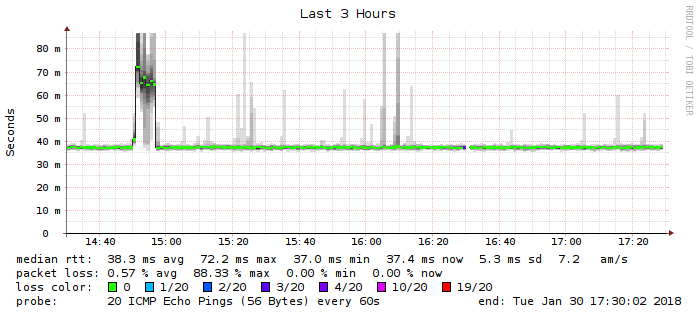 Last 3 Hours
RRDTOOL / TOBI OETIKER
Seconds
80 m
70 m
60 m
50 m
40 m
30 m
20 m
10 m
0
14:40 15:00 15:20 15:40 16:00 16:20 16:40 17:00 17:20
median rtt: 38.3 ms avg 72.2 ms max 37.0 ms min 37.4 ms now 5.3 ms sd 7.2 am/s
packet loss: 0.57 % avg 88.33 % max 0.00 % min 0.00 % now
loss color: 0 1/20 2/20 3/20 4/20 10/20 19/20
probe: 20 ICMP Echo Pings (56 Bytes) every 60s end: Tue Jan 30 17:30:02 2018